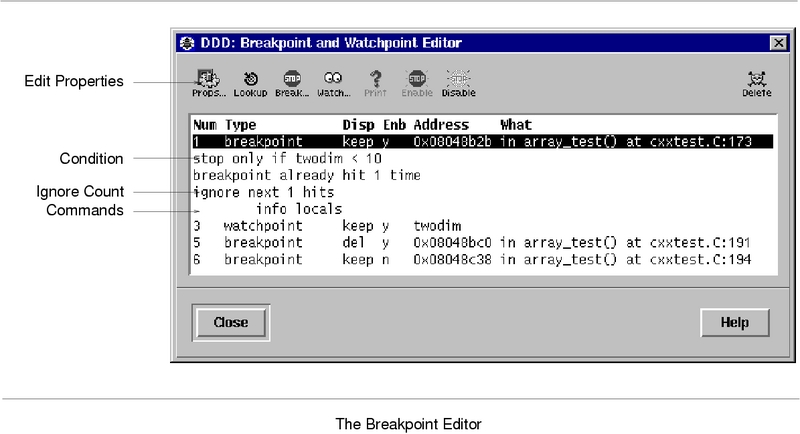 DDD: Breakpoint and Watchpoint Editor
Edit Properties
Props... Lookup Break... Watch... Print Enable Disable Delete
Num Type Disp Enb Address What
1 breakpoint keep y 0x08048b2b in array_test() at cxxtest.C:173
Condition
stop only if twodim < 10
breakpoint already hit 1 time
Ignore Count
ignore next 1 hits
Commands
info locals
3 watchpoint keep y twodim
5 breakpoint del y 0x08048bc0 in array_test() at cxxtest.C:191
6 breakpoint keep n 0x08048c38 in array_test() at cxxtest.C:194
Close Help
The Breakpoint Editor